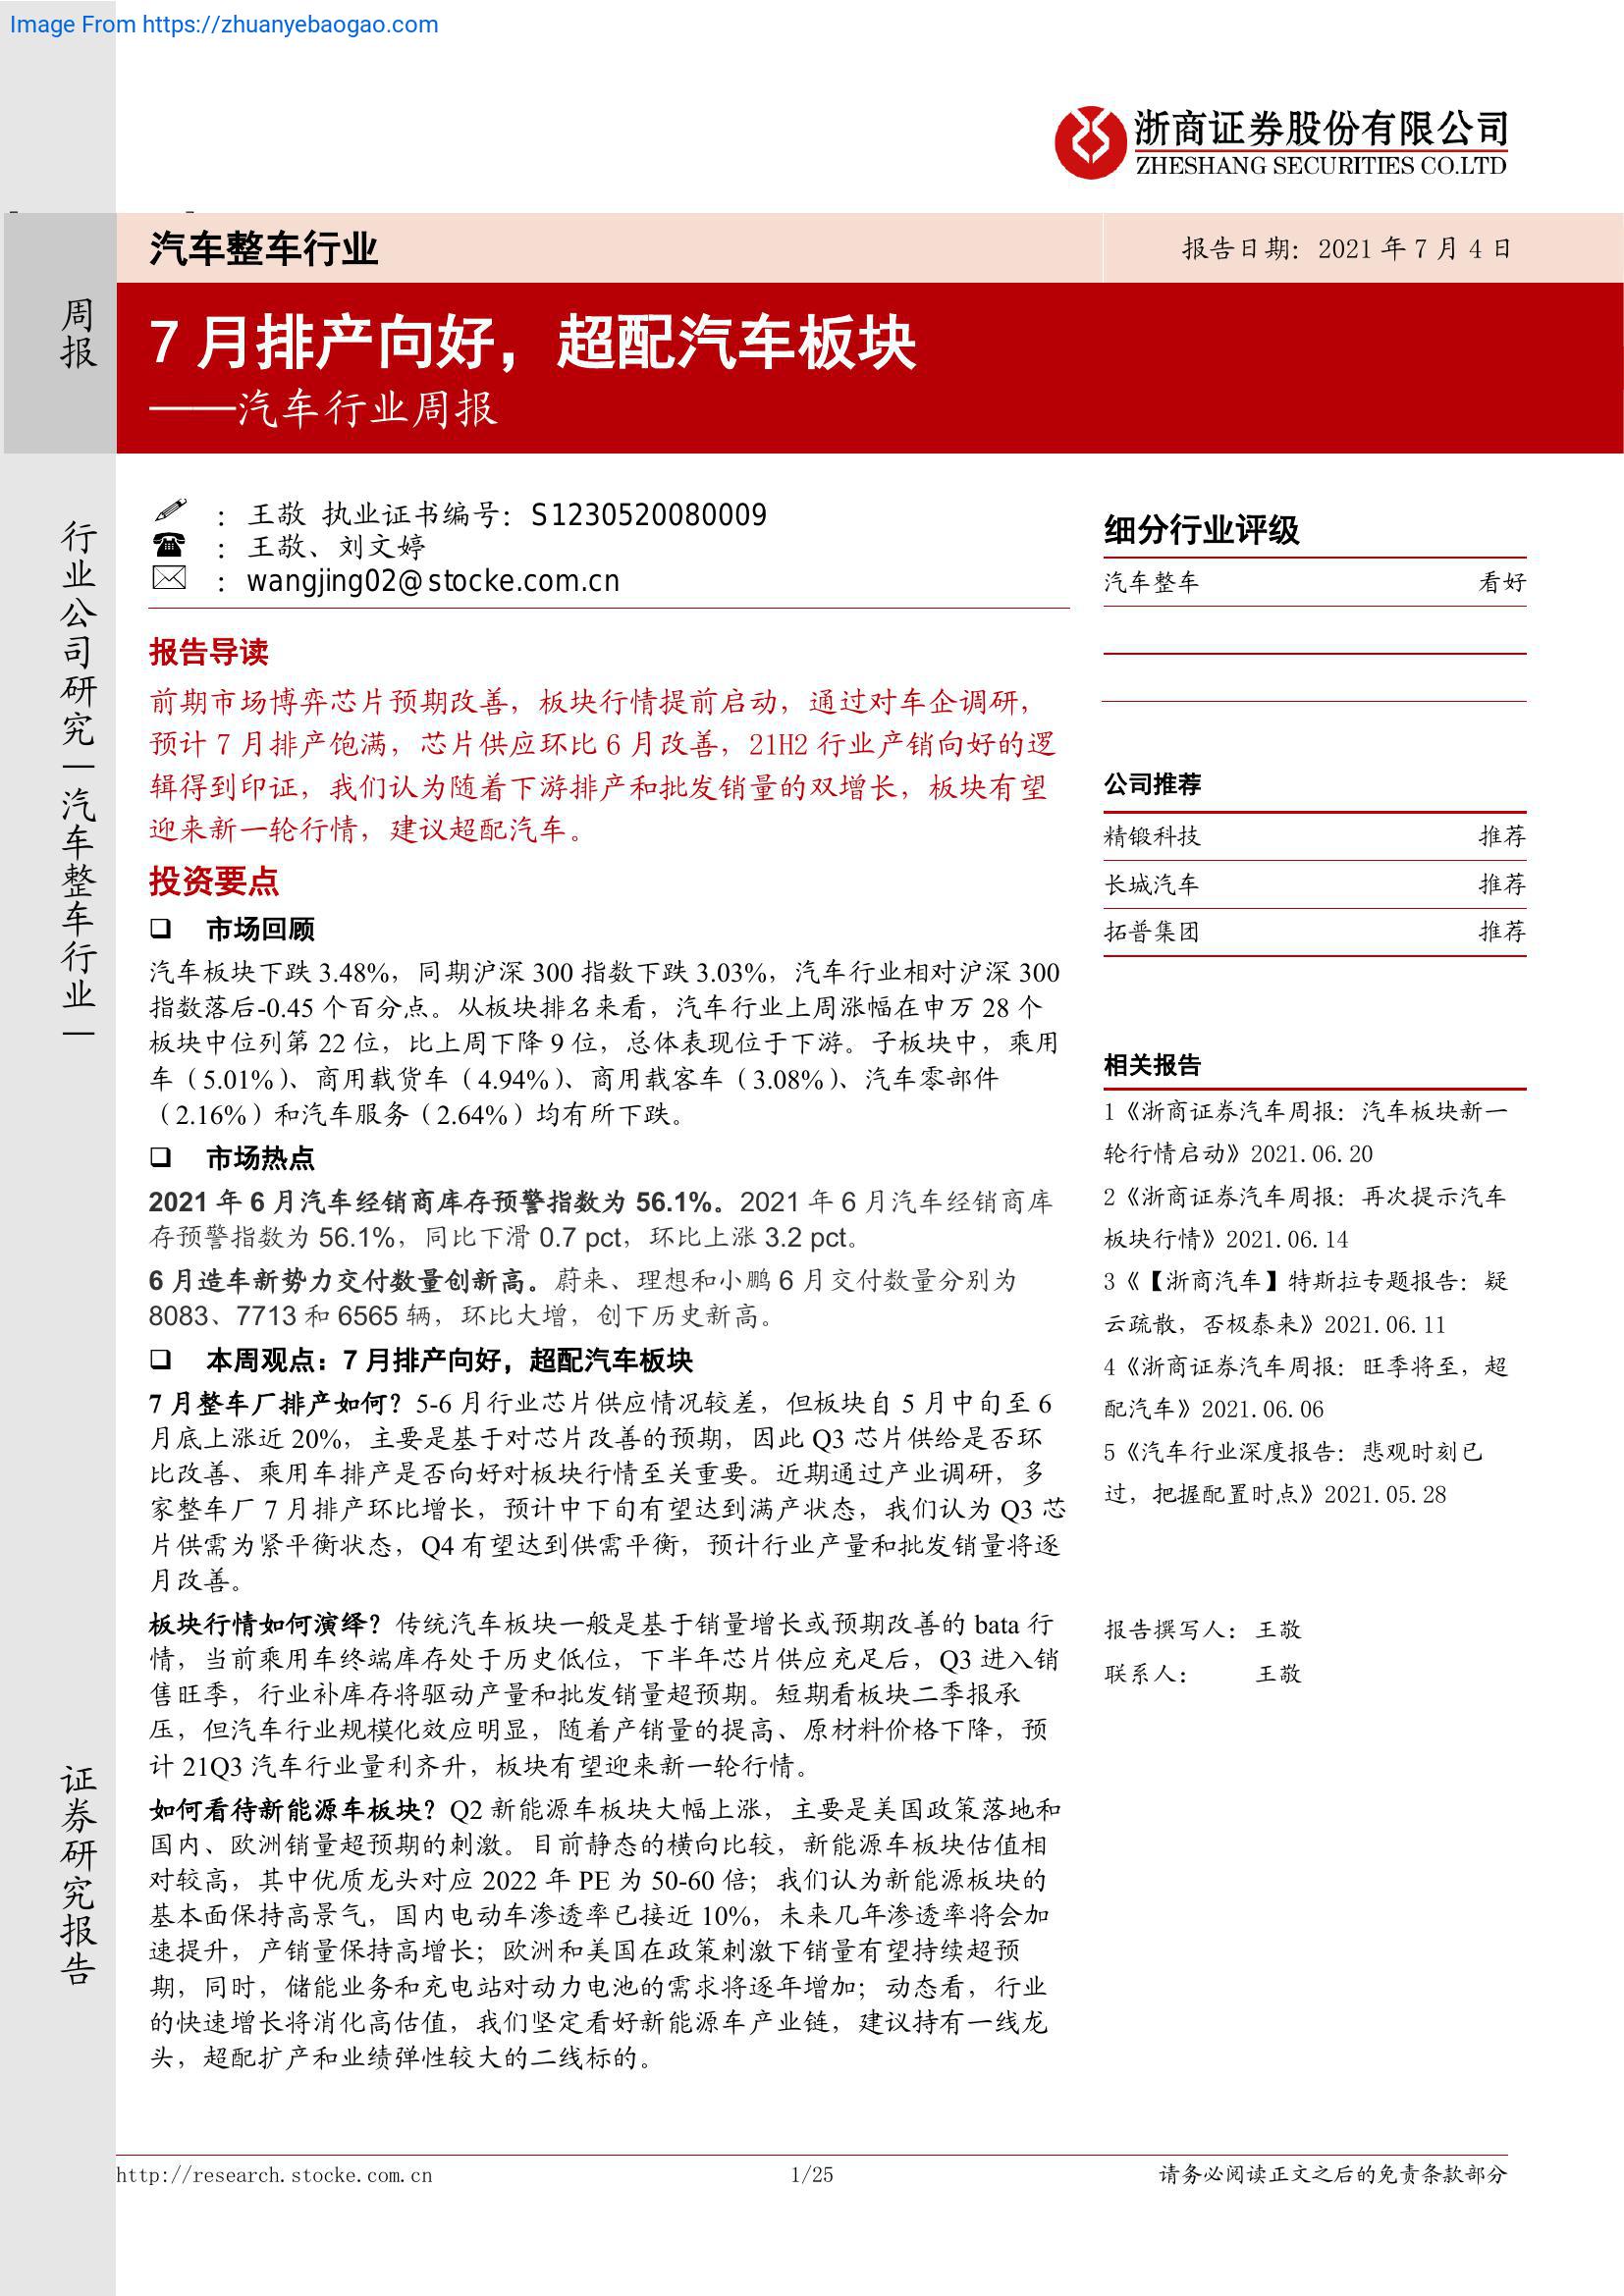 Image From https://zhuanyebaogao.com
浙商证券股份有限公司
ZHESHANG SECURITIES CO.LTD
汽车整车行业
报告日期：2021 年 7 月 4 日
周报
7 月排产向好，超配汽车板块
——汽车行业周报
行业公司研究｜汽车整车行业｜
证券研究报告
：王敬 执业证书编号：S1230520080009
：王敬、刘文婷
：wangjing02@stocke.com.cn
报告导读
前期市场博弈芯片预期改善，板块行情提前启动，通过对车企调研，
预计 7 月排产饱满，芯片供应环比 6 月改善，21H2 行业产销向好的逻
辑得到印证，我们认为随着下游排产和批发销量的双增长，板块有望
迎来新一轮行情，建议超配汽车。
投资要点
❑ 市场回顾
汽车板块下跌 3.48%，同期沪深 300 指数下跌 3.03%，汽车行业相对沪深 300
指数落后-0.45 个百分点。从板块排名来看，汽车行业上周涨幅在申万 28 个
板块中位列第 22 位，比上周下降 9 位，总体表现位于下游。子板块中，乘用
车（5.01%）、商用载货车（4.94%）、商用载客车（3.08%）、汽车零部件
（2.16%）和汽车服务（2.64%）均有所下跌。
❑ 市场热点
2021 年 6 月汽车经销商库存预警指数为 56.1%。2021 年 6 月汽车经销商库
存预警指数为 56.1%，同比下滑 0.7 pct，环比上涨 3.2 pct。
6 月造车新势力交付数量创新高。蔚来、理想和小鹏 6 月交付数量分别为
8083、7713 和 6565 辆，环比大增，创下历史新高。
❑ 本周观点：7 月排产向好，超配汽车板块
7 月整车厂排产如何？5-6 月行业芯片供应情况较差，但板块自 5 月中旬至 6
月底上涨近 20%，主要是基于对芯片改善的预期，因此 Q3 芯片供给是否环
比改善、乘用车排产是否向好对板块行情至关重要。近期通过产业调研，多
家整车厂 7 月排产环比增长，预计中下旬有望达到满产状态，我们认为 Q3 芯
片供需为紧平衡状态，Q4 有望达到供需平衡，预计行业产量和批发销量将逐
月改善。
板块行情如何演绎？传统汽车板块一般是基于销量增长或预期改善的 bata 行
情，当前乘用车终端库存处于历史低位，下半年芯片供应充足后，Q3 进入销
售旺季，行业补库存将驱动产量和批发销量超预期。短期看板块二季报承
压，但汽车行业规模化效应明显，随着产销量的提高、原材料价格下降，预
计 21Q3 汽车行业量利齐升，板块有望迎来新一轮行情。
如何看待新能源车板块？Q2 新能源车板块大幅上涨，主要是美国政策落地和
国内、欧洲销量超预期的刺激。目前静态的横向比较，新能源车板块估值相
对较高，其中优质龙头对应 2022 年 PE 为 50-60 倍；我们认为新能源板块的
基本面保持高景气，国内电动车渗透率已接近 10%，未来几年渗透率将会加
速提升，产销量保持高增长；欧洲和美国在政策刺激下销量有望持续超预
期，同时，储能业务和充电站对动力电池的需求将逐年增加；动态看，行业
的快速增长将消化高估值，我们坚定看好新能源车产业链，建议持有一线龙
头，超配扩产和业绩弹性较大的二线标的。
细分行业评级
汽车整车 看好
公司推荐
精锻科技 推荐
长城汽车 推荐
拓普集团 推荐
相关报告
1《浙商证券汽车周报：汽车板块新一
轮行情启动》2021.06.20
2《浙商证券汽车周报：再次提示汽车
板块行情》2021.06.14
3《【浙商汽车】特斯拉专题报告：疑
云疏散，否极泰来》2021.06.11
4《浙商证券汽车周报：旺季将至，超
配汽车》2021.06.06
5《汽车行业深度报告：悲观时刻已
过，把握配置时点》2021.05.28
报告撰写人：王敬
联系人： 王敬
http://research.stocke.com.cn
1/25
请务必阅读正文之后的免责条款部分